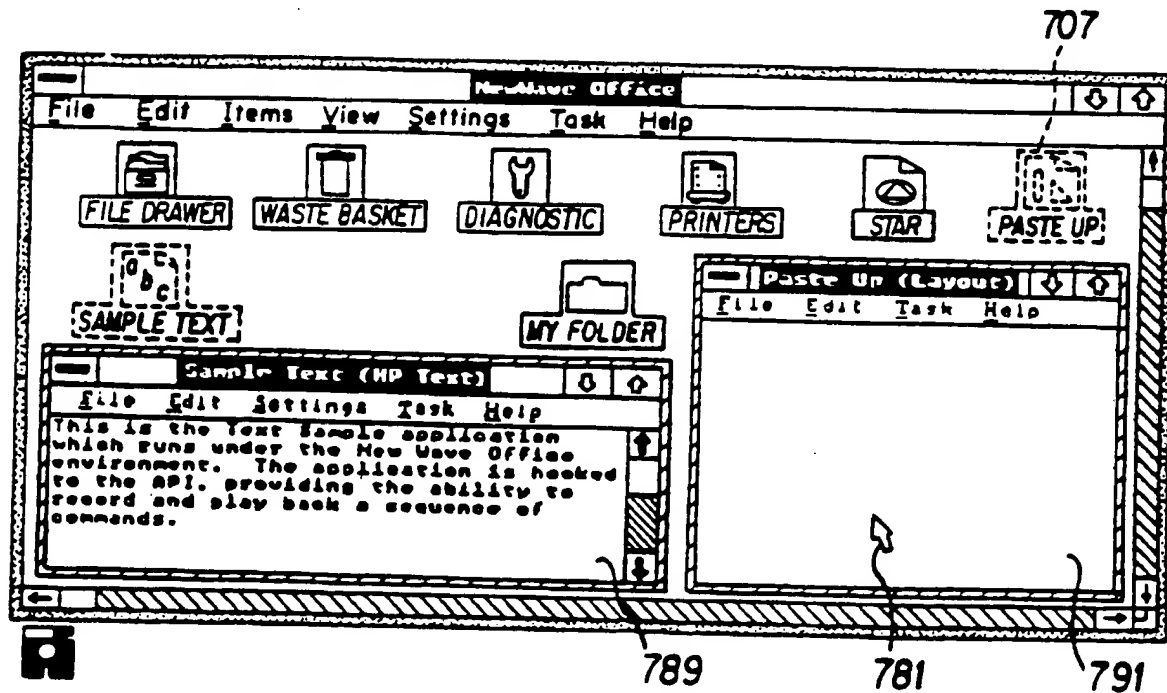 707
NewWave Office
File Edit Items View Settings Task Help
FILE DRAWER WASTE BASKET DIAGNOSTIC PRINTERS STAR PASTE UP
abc
SAMPLE TEXT MY FOLDER
Paste Up (Layout)
File Edit Task Help
Sample Text (HP Text)
File Edit Settings Task Help
This is the Text Sample application
which runs under the New Wave Office
environment. The application is hooked
to the API, providing the ability to
record and play back a sequence of
commands.
789 781 791